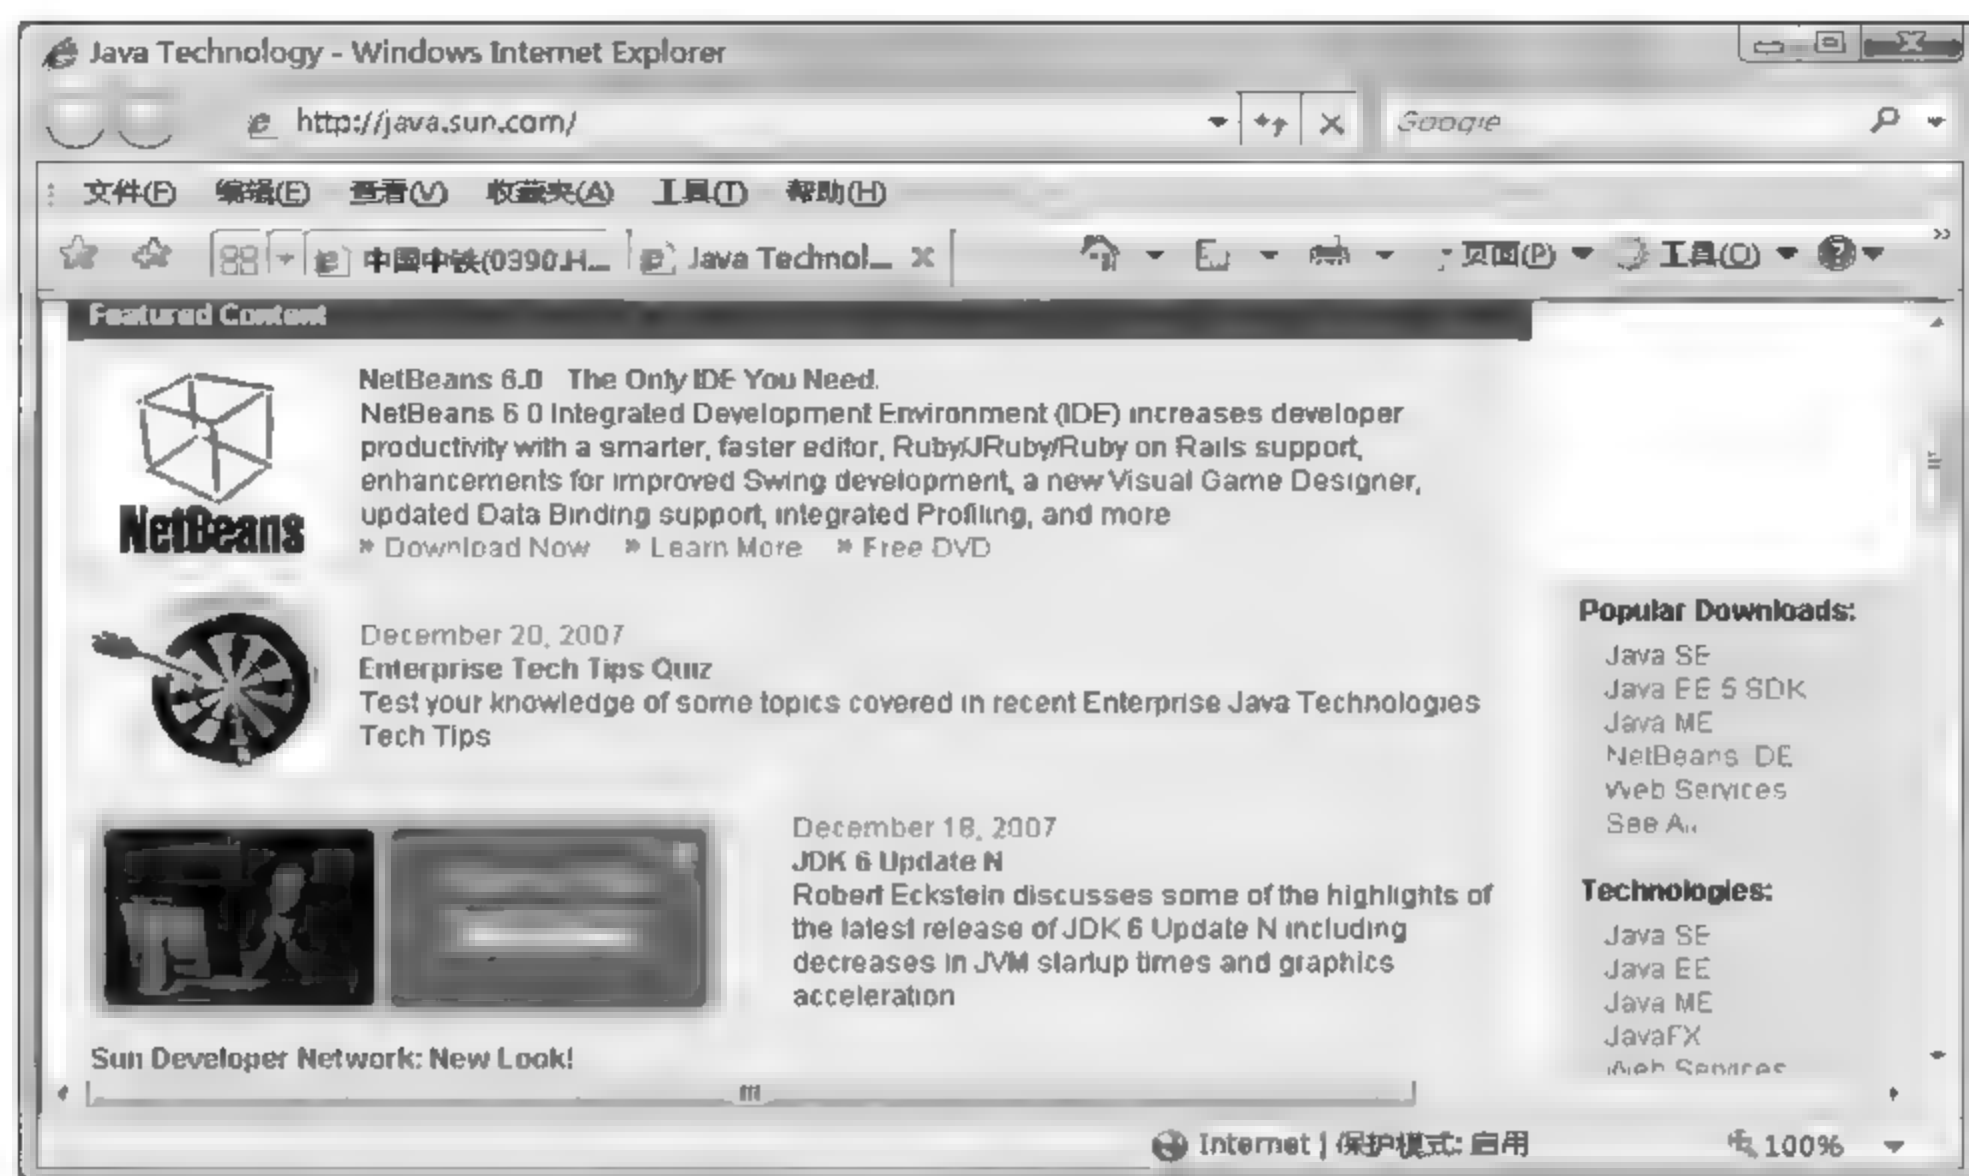 Java Technology - Windows Internet Explorer
http://java.sun.com/
Google
文件(F) 编辑(E) 查看(V) 收藏夹(A) 工具(T) 帮助(H)
中国中铁(0390.H... Java Technol... 页面(P) 工具(O)
Featured Content
NetBeans 6.0 The Only IDE You Need.
NetBeans 6 0 Integrated Development Environment (IDE) increases developer
productivity with a smarter, faster editor, Ruby/JRuby/Ruby on Rails support,
enhancements for improved Swing development, a new Visual Game Designer,
updated Data Binding support, integrated Profiling, and more
» Download Now » Learn More » Free DVD
NetBeans
December 20, 2007
Enterprise Tech Tips Quiz
Test your knowledge of some topics covered in recent Enterprise Java Technologies
Tech Tips
December 18, 2007
JDK 6 Update N
Robert Eckstein discusses some of the highlights of
the latest release of JDK 6 Update N including
decreases in JVM startup times and graphics
acceleration
Sun Developer Network: New Look!
Popular Downloads:
Java SE
Java EE 5 SDK
Java ME
NetBeans IDE
Web Services
See All
Technologies:
Java SE
Java EE
Java ME
JavaFX
Web Services
Internet | 保护模式: 启用
100%